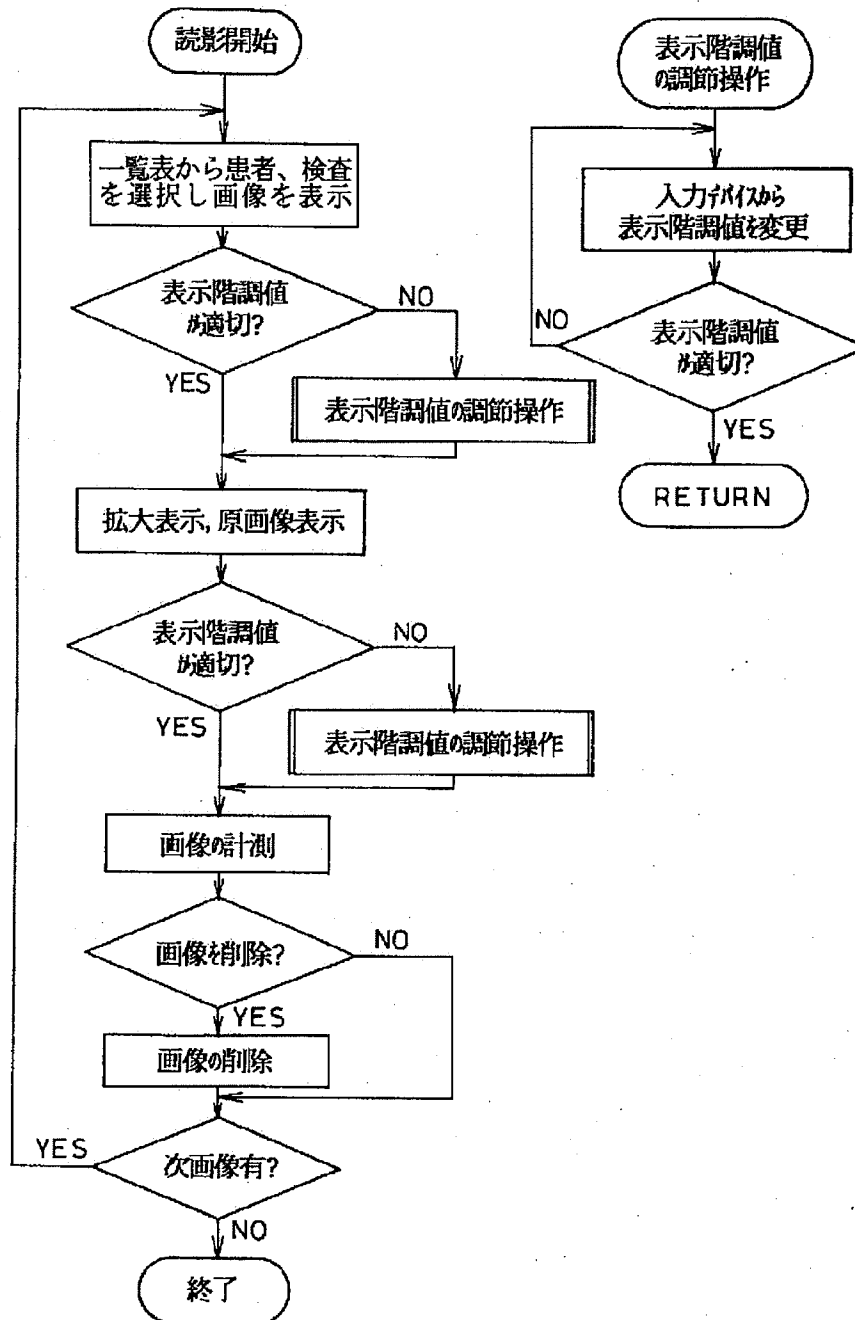 読影開始
一覧表から患者、検査
を選択し画像を表示
表示階調値
が適切?
NO
YES
表示階調値の調節操作
拡大表示,原画像表示
表示階調値
が適切?
NO
YES
表示階調値の調節操作
画像の計測
画像を削除?
NO
YES
画像の削除
次画像有?
YES
NO
終了
表示階調値
の調節操作
入力デバイスから
表示階調値を変更
表示階調値
が適切?
NO
YES
RETURN